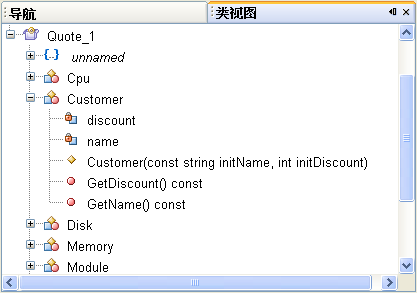 导航
类视图
Quote_1
{..} unnamed
Cpu
Customer
discount
name
Customer(const string initName, int initDiscount)
GetDiscount() const
GetName() const
Disk
Memory
Module